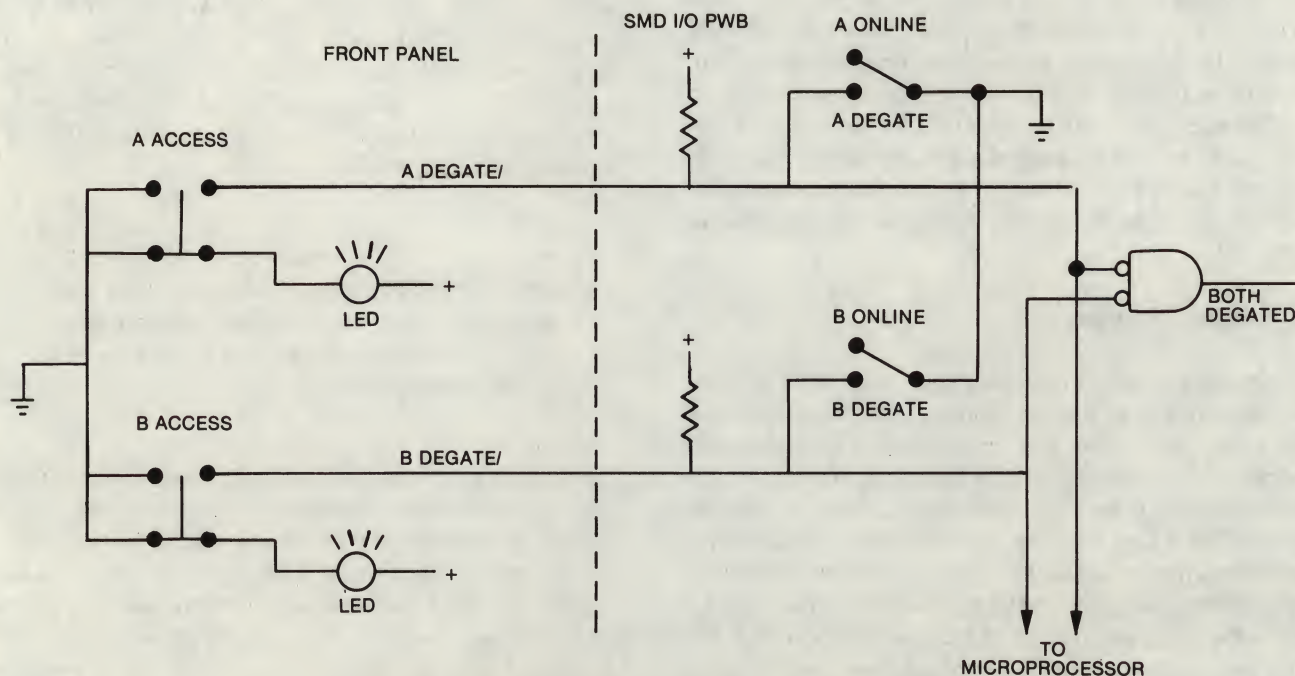 SMD I/O PWB
A ONLINE
FRONT PANEL
+
A ACCESS
A DEGATE
A DEGATE/
+
LED
BOTH
DEGATED
B ONLINE
+
B ACCESS
B DEGATE
B DEGATE/
+
LED
TO
MICROPROCESSOR